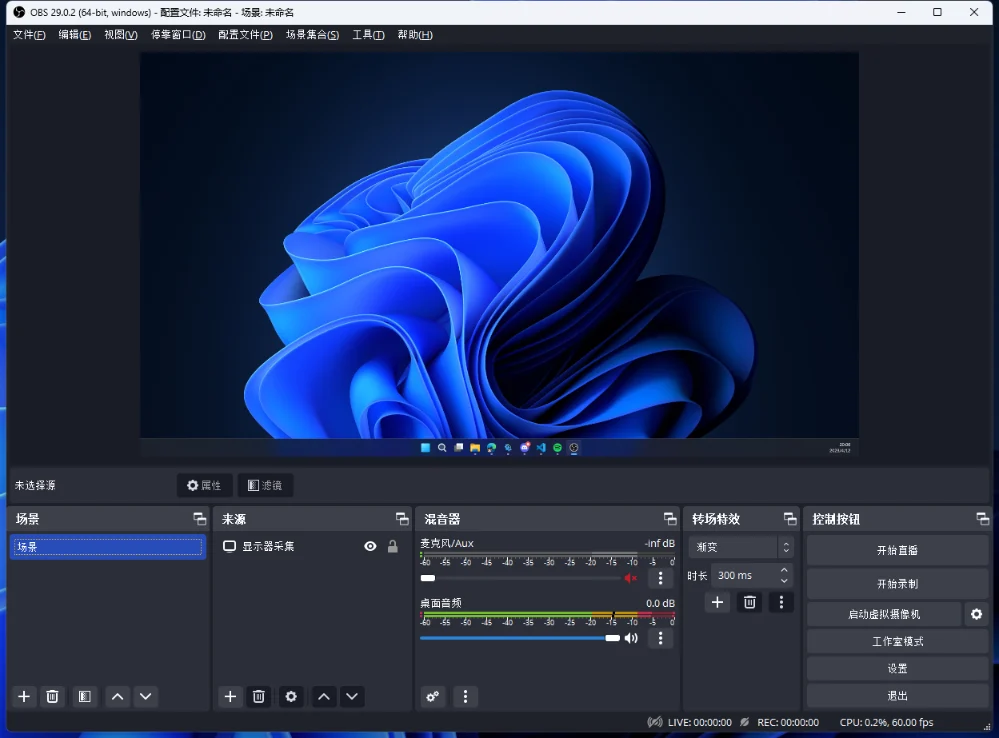 OBS 29.0.2 (64-bit, windows) - 配置文件: 未命名 - 场景: 未命名
文件(F) 编辑(E) 视图(V) 停靠窗口(D) 配置文件(P) 场景集合(S) 工具(T) 帮助(H)
未选择源 属性 滤镜
场景 来源 混音器 转场特效 控制按钮
场景 显示器采集 麦克风/Aux -inf dB 渐变 开始直播
-60 -55 -50 -45 -40 -35 -30 -25 -20 -15 -10 -5 0
时长 300 ms 开始录制
桌面音频 0.0 dB 启动虚拟摄像机
-60 -55 -50 -45 -40 -35 -30 -25 -20 -15 -10 -5 0
工作室模式
设置
退出
LIVE: 00:00:00 REC: 00:00:00 CPU: 0.2%, 60.00 fps